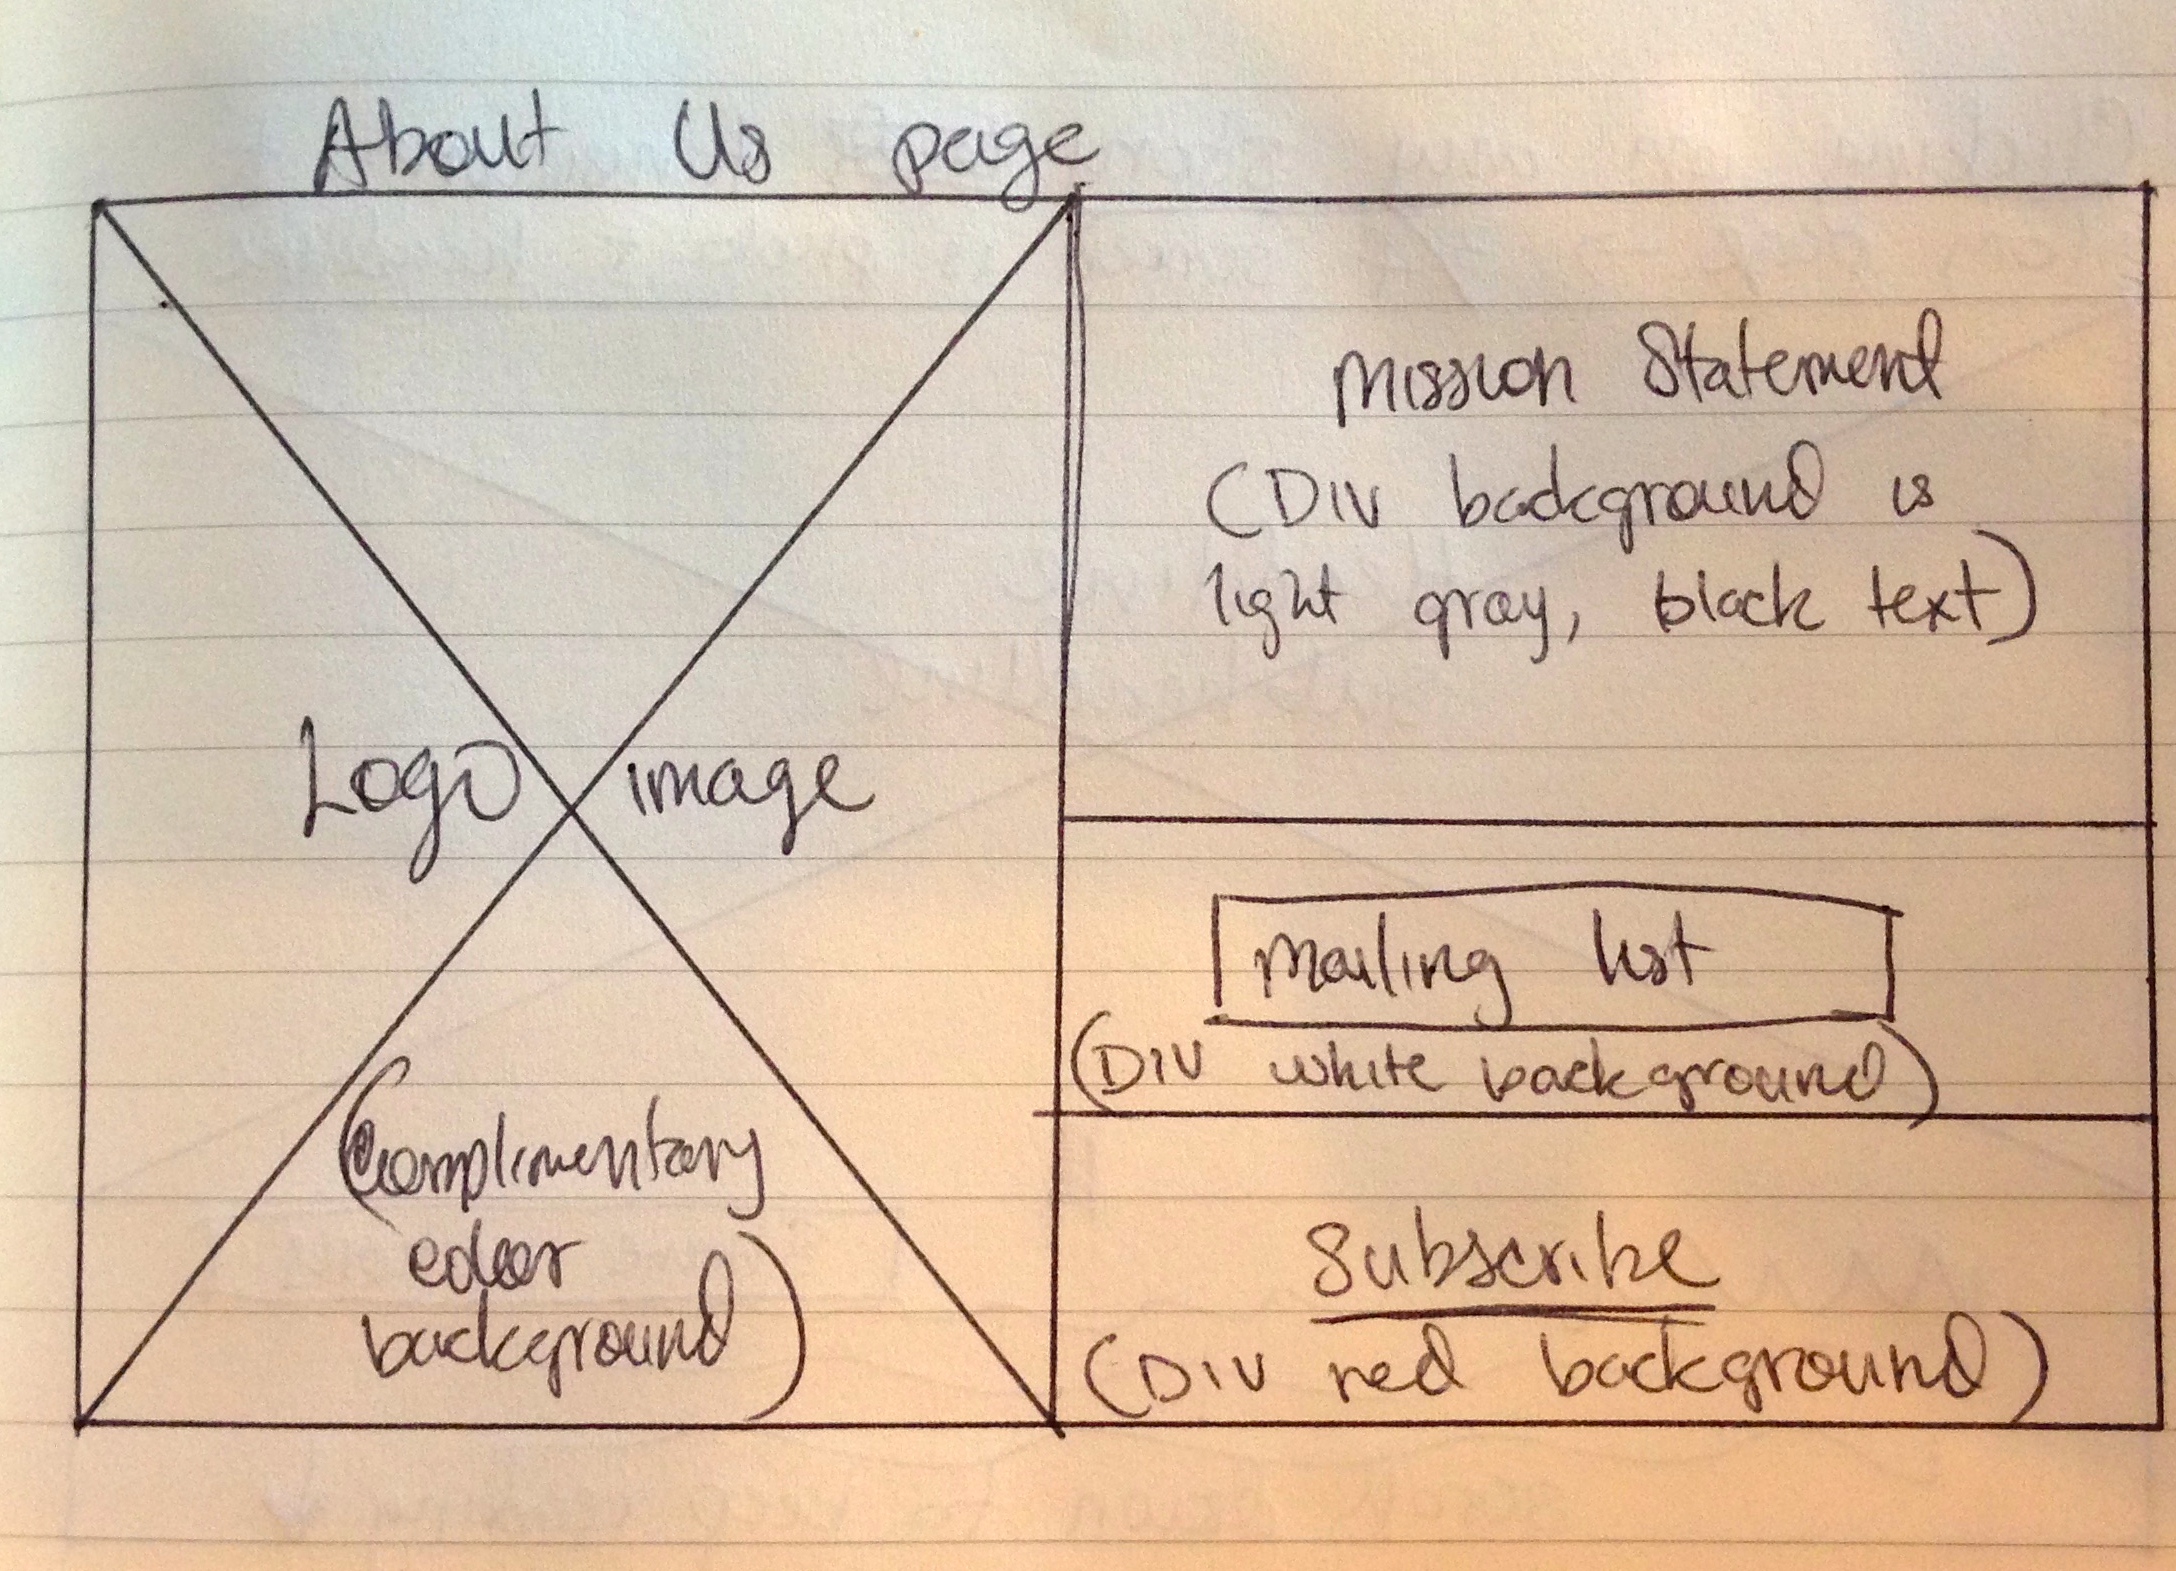 About Us page
Logo image
(Complimentary
color
background)
Mission Statement
(DIV background is
light gray, black text)
Mailing list
(DIV white background)
Subscribe
(DIV red background)